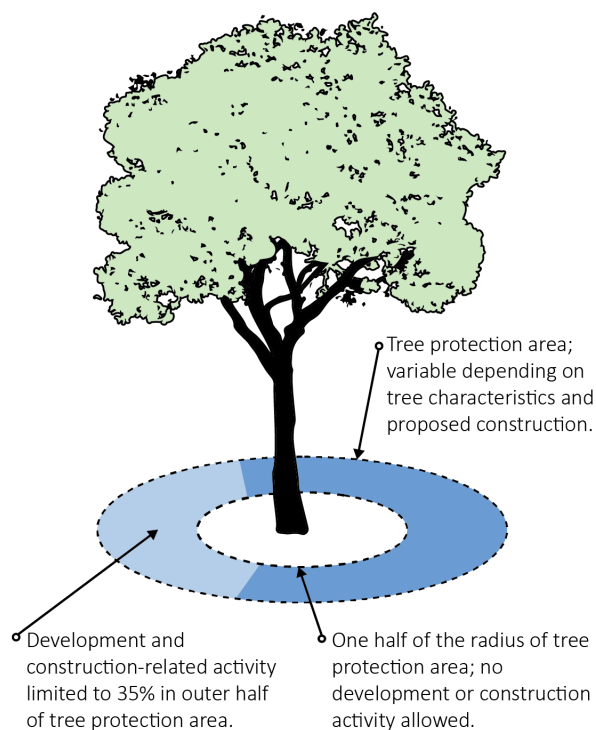 Tree protection area;
variable depending on
tree characteristics and
proposed construction.
Development and
construction-related activity
limited to 35% in outer half
of tree protection area.
One half of the radius of tree
protection area; no
development or construction
activity allowed.